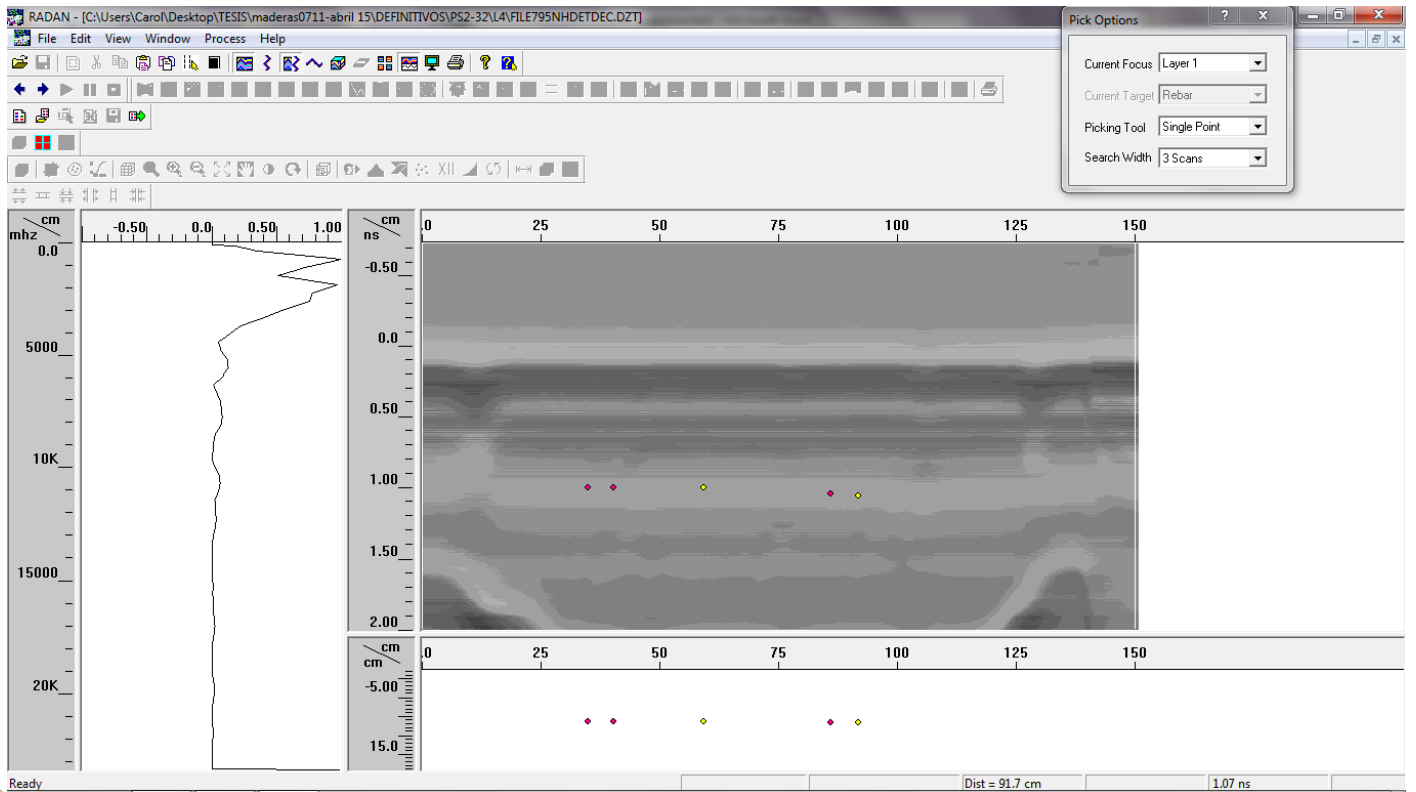 RADAN - [C:\Users\Carol\Desktop\TESIS\maderas0711-abril 15\DEFINITIVOS\PS2-32\L4\FILE795NHDETDEC.DZT]
File Edit View Window Process Help
Pick Options
Current Focus Layer 1
Current Target Rebar
Picking Tool Single Point
Search Width 3 Scans
XII
cm
mhz
-0.50 0.0 0.50 1.00
0.0
5000
10K
15000
20K
cm
ns
.0 25 50 75 100 125 150
-0.50
0.0
0.50
1.00
1.50
2.00
cm
cm
.0 25 50 75 100 125 150
-5.00
15.0
Ready Dist = 91.7 cm 1.07 ns